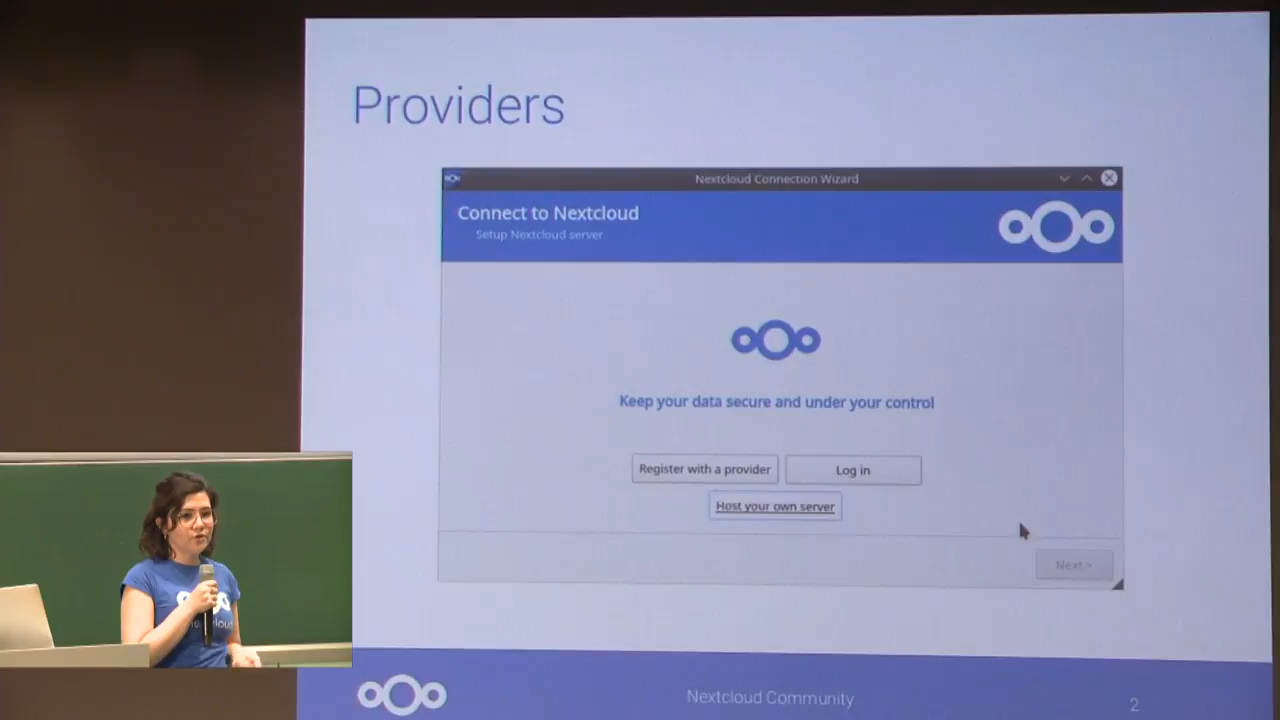 Providers
Nextcloud Connection Wizard
Connect to Nextcloud
Setup Nextcloud server
Keep your data secure and under your control
Register with a provider
Log in
Host your own server
Next >
Nextcloud Community
2